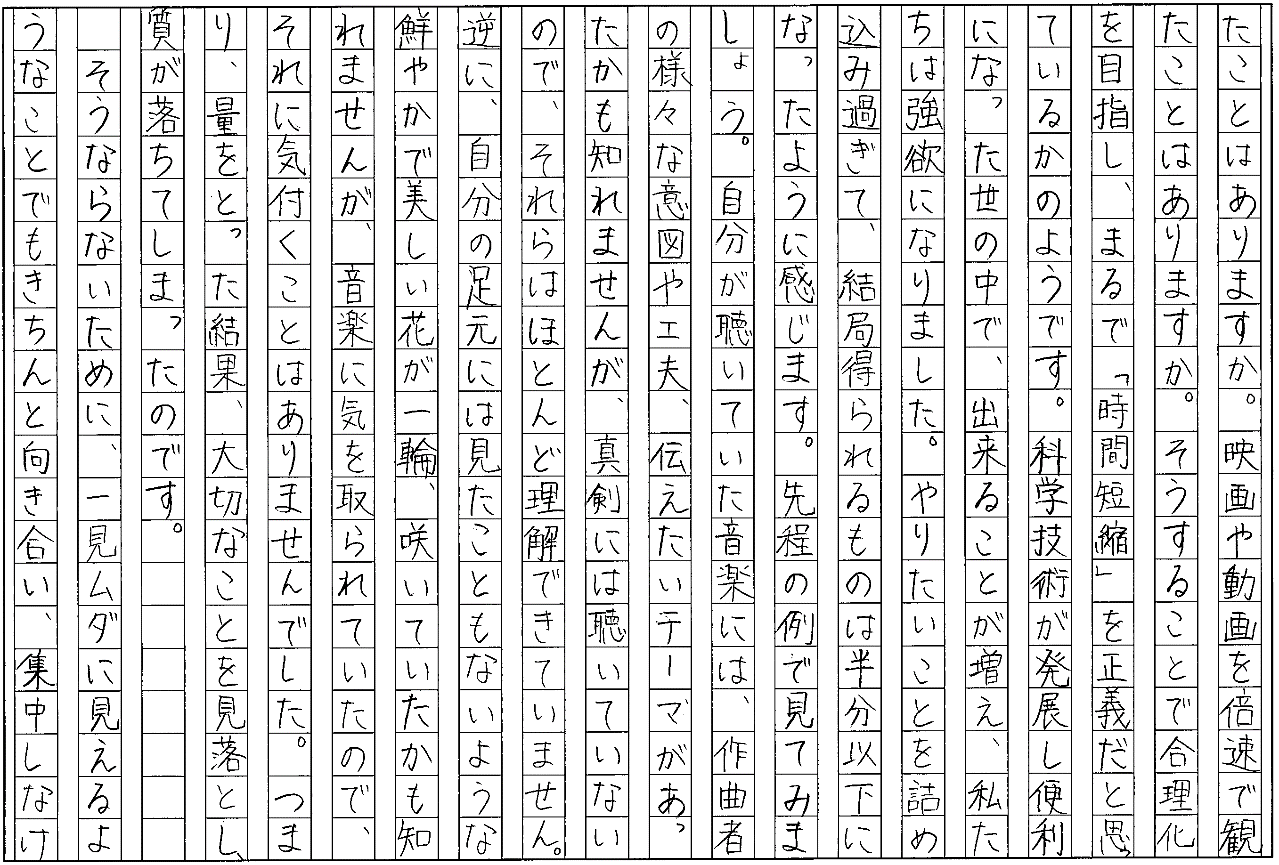 たことはありますか。映画や動画を倍速で観
たことはありますか。そうすることで合理化
を目指し、まるで「時間短縮」を正義だと思っ
ているかのようです。科学技術が発展し便利
になった世の中で、出来ることが増え、私た
ちは強欲になりました。やりたいことを詰め
込み過ぎて、結局得られるものは半分以下に
なったように感じます。先程の例で見てみま
しょう。自分が聴いていた音楽には、作曲者
の様々な意図や工夫、伝えたいテーマがあっ
たかも知れませんが、真剣には聴いていない
ので、それらはほとんど理解できていません。
逆に、自分の足元には見たこともないような
鮮やかで美しい花が一輪、咲いていたかも知
れませんが、音楽に気を取られていたので、
それに気付くことはありませんでした。つま
り、量をとった結果、大切なことを見落とし、
質が落ちてしまったのです。
そうならないために、一見ムダに見えるよ
うなことでもきちんと向き合い、集中しなけ